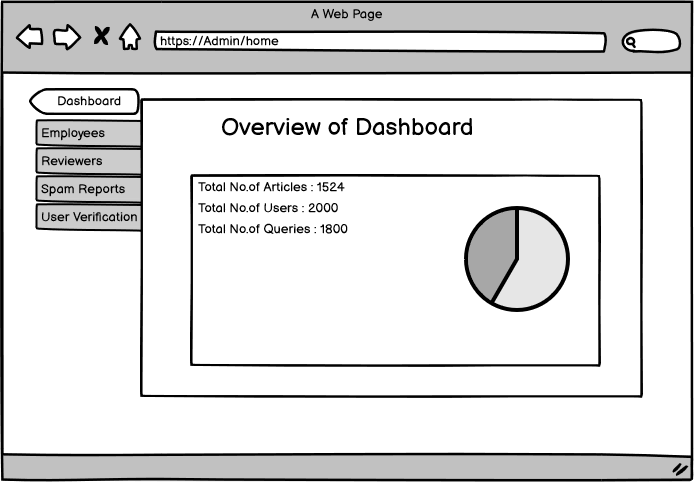 A Web Page
https://Admin/home
Dashboard
Employees
Reviewers
Spam Reports
User Verification
Overview of Dashboard
Total No.of Articles : 1524
Total No.of Users : 2000
Total No.of Queries : 1800